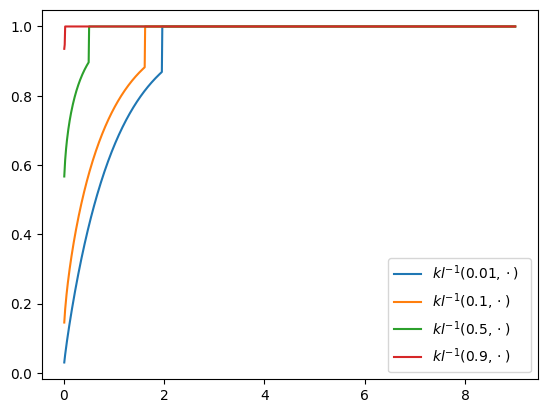 1.0
0.8
0.6
0.4
0.2
0.0
0 2 4 6 8
kl⁻¹(0.01, ·)
kl⁻¹(0.1, ·)
kl⁻¹(0.5, ·)
kl⁻¹(0.9, ·)